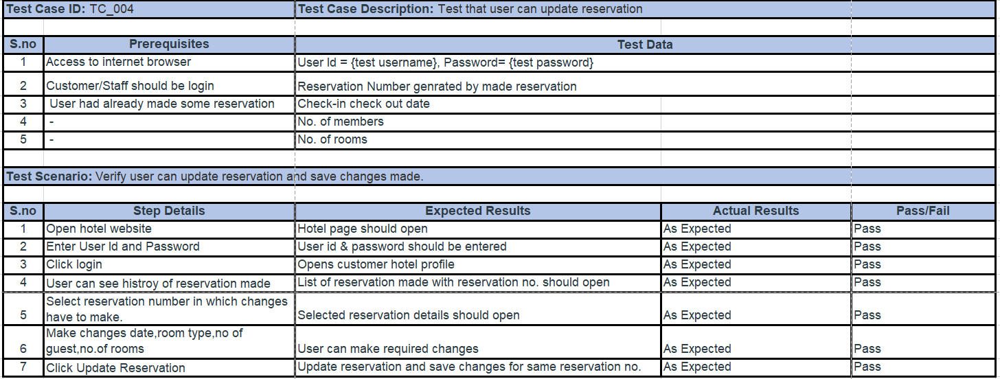 Test Case ID: TC_004 Test Case Description: Test that user can update reservation
S.no Prerequisites Test Data
1 Access to internet browser User Id = {test username}, Password= {test password}
2 Customer/Staff should be login Reservation Number genrated by made reservation
3 User had already made some reservation Check-in check out date
4 - No. of members
5 - No. of rooms
Test Scenario: Verify user can update reservation and save changes made.
S.no Step Details Expected Results Actual Results Pass/Fail
1 Open hotel website Hotel page should open As Expected Pass
2 Enter User Id and Password User id & password should be entered As Expected Pass
3 Click login Opens customer hotel profile As Expected Pass
4 User can see histroy of reservation made List of reservation made with reservation no. should open As Expected Pass
Select reservation number in which changes
5 have to make. Selected reservation details should open As Expected Pass
Make changes date,room type,no of
6 guest,no.of rooms User can make required changes As Expected Pass
7 Click Update Reservation Update reservation and save changes for same reservation no. As Expected Pass